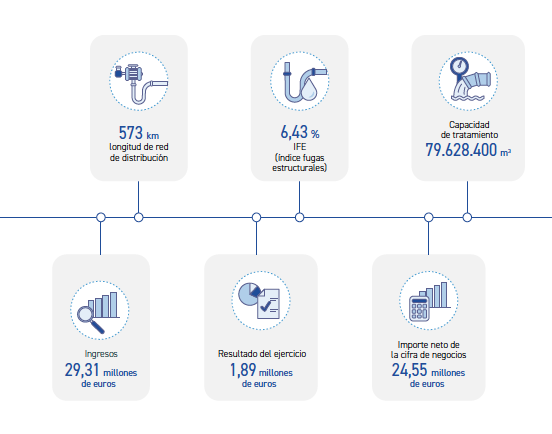 573 km
longitud de red
de distribución
6,43 %
IFE
(índice fugas
estructurales)
Capacidad
de tratamiento
79.628.400 m³
Ingresos
29,31 millones
de euros
Resultado del ejercicio
1,89 millones
de euros
Importe neto de
la cifra de negocios
24,55 millones
de euros